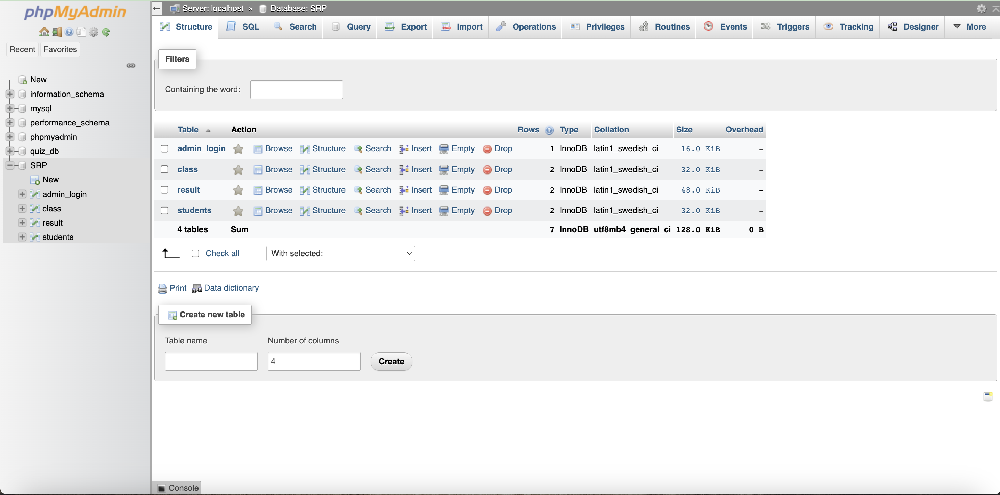 phpMyAdmin
Recent Favorites
New
information_schema
mysql
performance_schema
phpmyadmin
quiz_db
SRP
New
admin_login
class
result
students
Server: localhost » Database: SRP
Structure SQL Search Query Export Import Operations Privileges Routines Events Triggers Tracking Designer More
Filters
Containing the word:
Table Action Rows Type Collation Size Overhead
admin_login Browse Structure Search Insert Empty Drop 1 InnoDB latin1_swedish_ci 16.0 KiB –
class Browse Structure Search Insert Empty Drop 2 InnoDB latin1_swedish_ci 32.0 KiB –
result Browse Structure Search Insert Empty Drop 2 InnoDB latin1_swedish_ci 48.0 KiB –
students Browse Structure Search Insert Empty Drop 2 InnoDB latin1_swedish_ci 32.0 KiB –
4 tables Sum 7 InnoDB utf8mb4_general_ci 128.0 KiB 0 B
Check all With selected:
Print Data dictionary
Create new table
Table name Number of columns
4 Create
Console